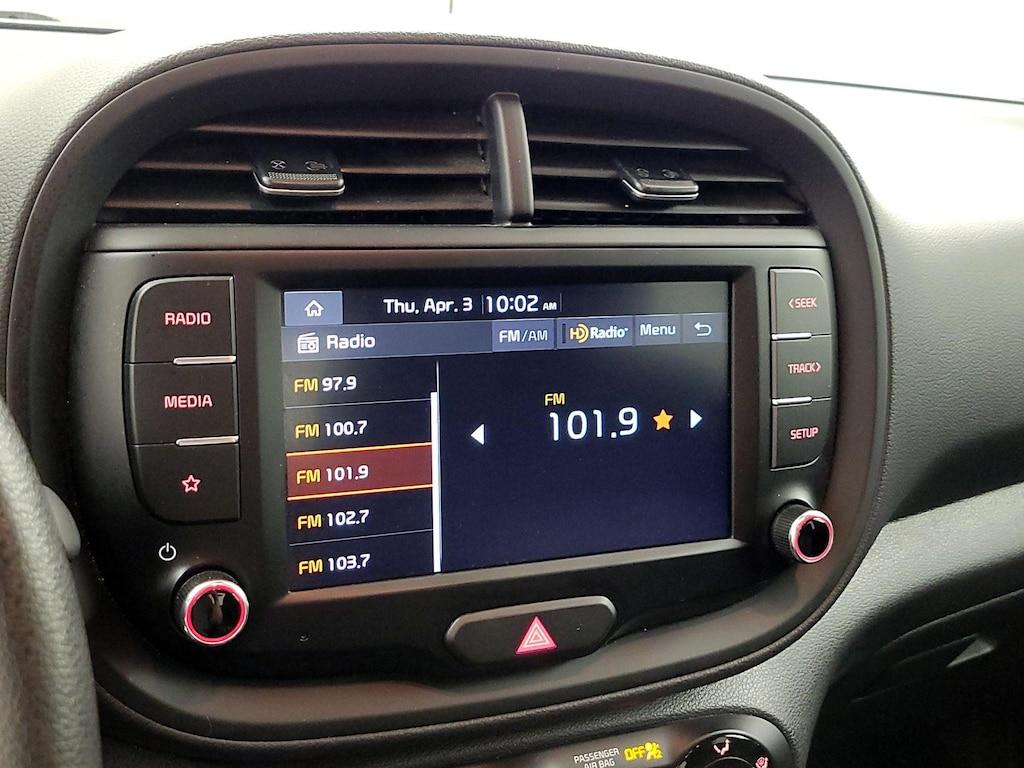 Thu, Apr. 3 10:02 AM
RADIO
MEDIA
Radio FM/AM HD Radio Menu
FM 97.9
FM 100.7
FM 101.9
FM 102.7
FM 103.7
FM
101.9
<SEEK
TRACK>
SETUP
PASSENGER
AIR BAG
OFF